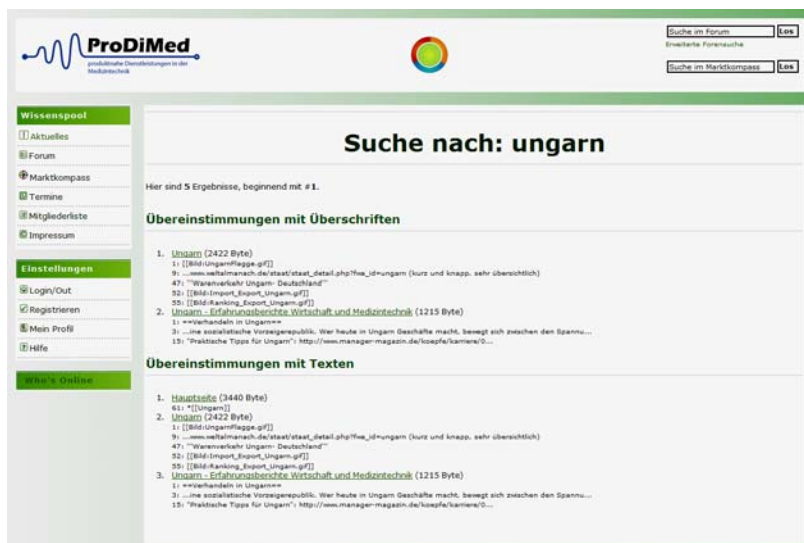 ProDiMed
produktnahe Dienstleistungen in der
Medizintechnik
Suche im Forum
Los
Erweiterte Forensuche
Suche im Marktkompass
Los
Wissenspool
Aktuelles
Forum
Marktkompass
Termine
Mitgliederliste
Impressum
Einstellungen
Login/Out
Registrieren
Mein Profil
Hilfe
Who's Online
Suche nach: ungarn
Hier sind 5 Ergebnisse, beginnend mit #1.
Übereinstimmungen mit Überschriften
1. Ungarn (2422 Byte)
1: [[Bild:UngarnFlagge.gif]]
9: ...www.weltalmanach.de/staat/staat_detail.php?fwa_id=ungarn (kurz und knapp, sehr übersichtlich)
47: '''Warenverkehr Ungarn- Deutschland'''
52: [[Bild:Import_Export_Ungarn.gif]]
55: [[Bild:Ranking_Export_Ungarn.gif]]
2. Ungarn - Erfahrungsberichte Wirtschaft und Medizintechnik (1215 Byte)
1: ==Verhandeln in Ungarn==
3: ...ine sozialistische Vorzeigerepublik. Wer heute in Ungarn Geschäfte macht, bewegt sich zwischen den Spannu...
15: "Praktische Tipps für Ungarn": http://www.manager-magazin.de/koepfe/karriere/0...
Übereinstimmungen mit Texten
1. Hauptseite (3440 Byte)
61: *[[Ungarn]]
2. Ungarn (2422 Byte)
1: [[Bild:UngarnFlagge.gif]]
9: ...www.weltalmanach.de/staat/staat_detail.php?fwa_id=ungarn (kurz und knapp, sehr übersichtlich)
47: '''Warenverkehr Ungarn- Deutschland'''
52: [[Bild:Import_Export_Ungarn.gif]]
55: [[Bild:Ranking_Export_Ungarn.gif]]
3. Ungarn - Erfahrungsberichte Wirtschaft und Medizintechnik (1215 Byte)
1: ==Verhandeln in Ungarn==
3: ...ine sozialistische Vorzeigerepublik. Wer heute in Ungarn Geschäfte macht, bewegt sich zwischen den Spannu...
15: "Praktische Tipps für Ungarn": http://www.manager-magazin.de/koepfe/karriere/0...